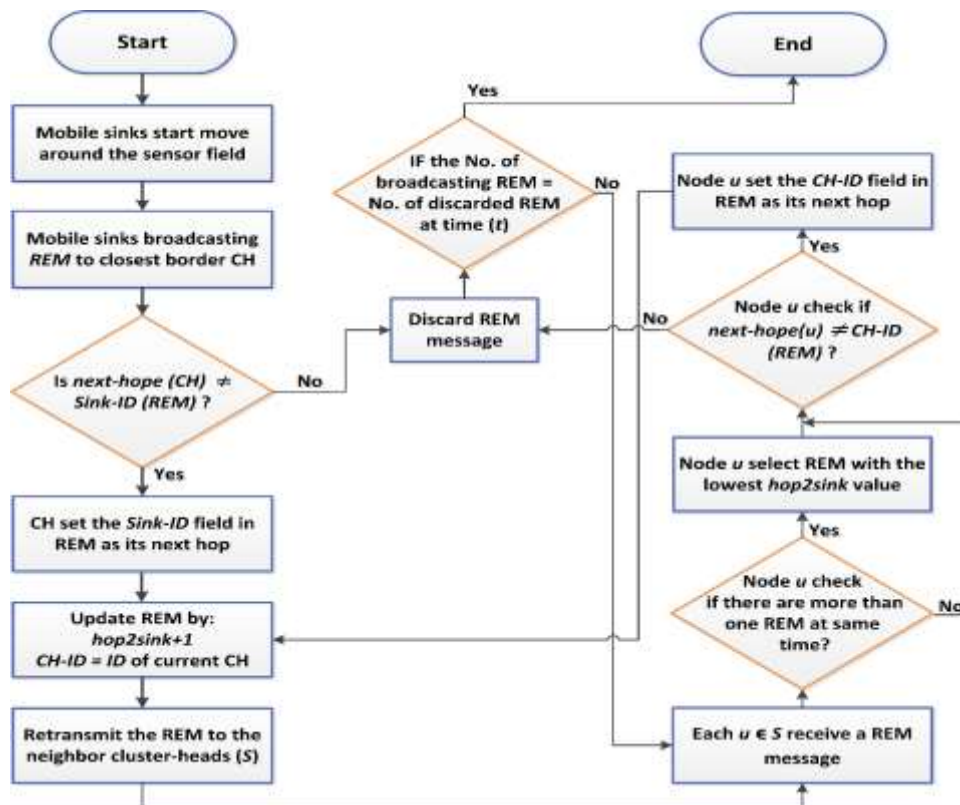 Start
Mobile sinks start move
around the sensor field
Mobile sinks broadcasting
REM to closest border CH
Is next-hope (CH) ≠
Sink-ID (REM) ?
No
Yes
CH set the Sink-ID field in
REM as its next hop
Update REM by:
hop2sink+1
CH-ID = ID of current CH
Retransmit the REM to the
neighbor cluster-heads (S)
End
Yes
IF the No. of
broadcasting REM =
No. of discarded REM
at time (t)
No
Discard REM
message
Node u set the CH-ID field in
REM as its next hop
Yes
Node u check if
next-hope(u) ≠ CH-ID
(REM) ?
No
Node u select REM with the
lowest hop2sink value
Yes
Node u check
if there are more than
one REM at same
time?
No
Each u ϵ S receive a REM
message